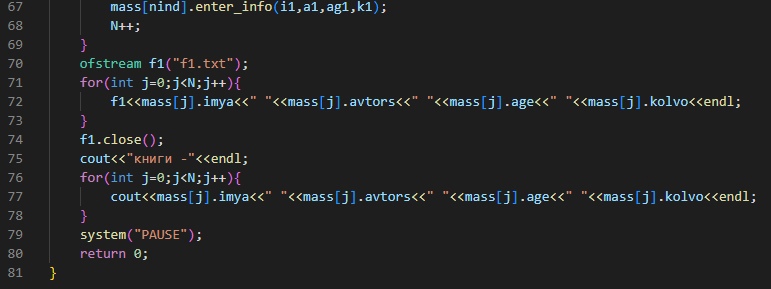 67 mass[nind].enter_info(i1,a1,ag1,k1);
68 N++;
69 }
70 ofstream f1("f1.txt");
71 for(int j=0;j<N;j++){
72 f1<<mass[j].imya<<" "<<mass[j].avtors<<" "<<mass[j].age<<" "<<mass[j].kolvo<<endl;
73 }
74 f1.close();
75 cout<<"книги -"<<endl;
76 for(int j=0;j<N;j++){
77 cout<<mass[j].imya<<" "<<mass[j].avtors<<" "<<mass[j].age<<" "<<mass[j].kolvo<<endl;
78 }
79 system("PAUSE");
80 return 0;
81 }